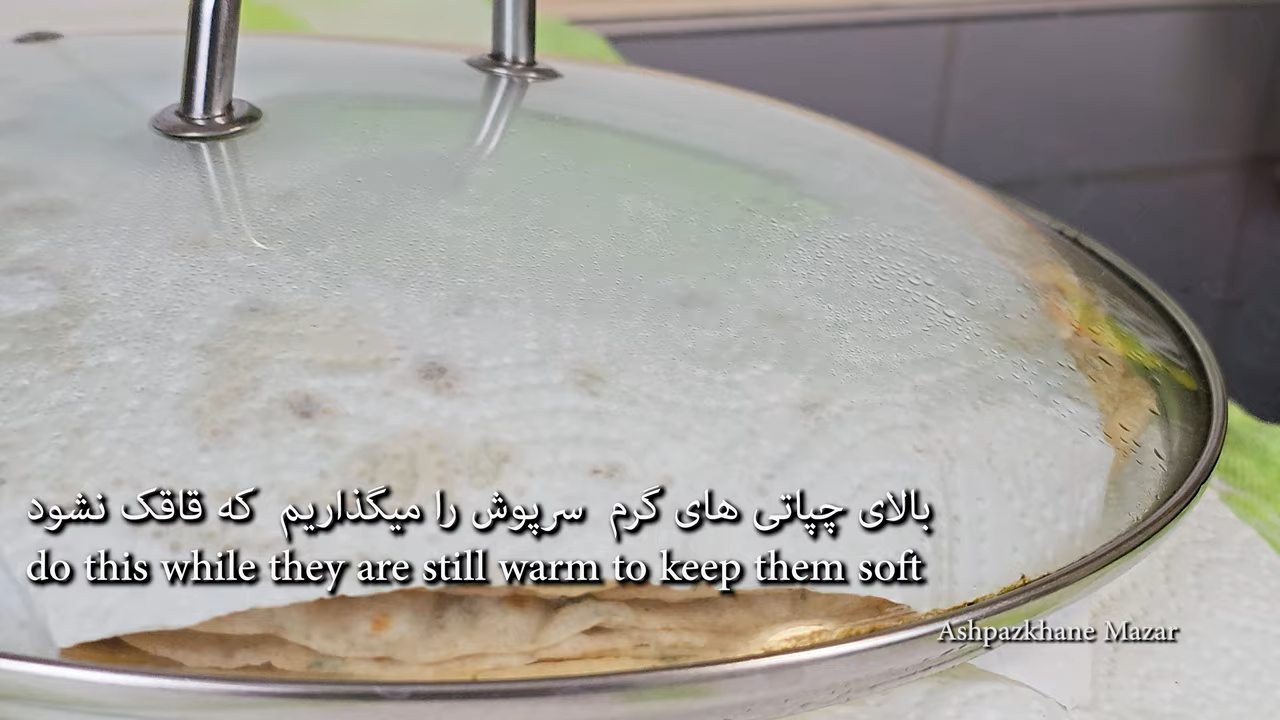 بالای چپاتی های گرم سرپوش را میگذاریم که قاقک نشود
do this while they are still warm to keep them soft
Ashpazkhane Mazar